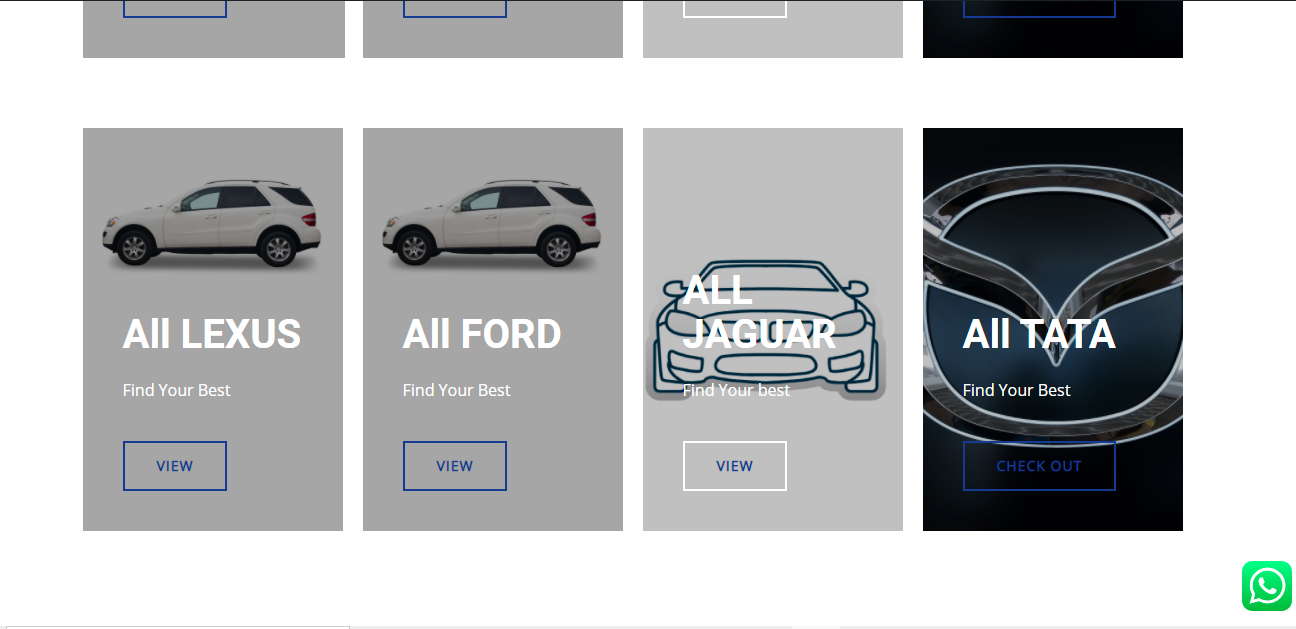 All LEXUS
Find Your Best
VIEW
All FORD
Find Your Best
VIEW
ALL
JAGUAR
Find Your best
VIEW
All TATA
Find Your Best
CHECK OUT